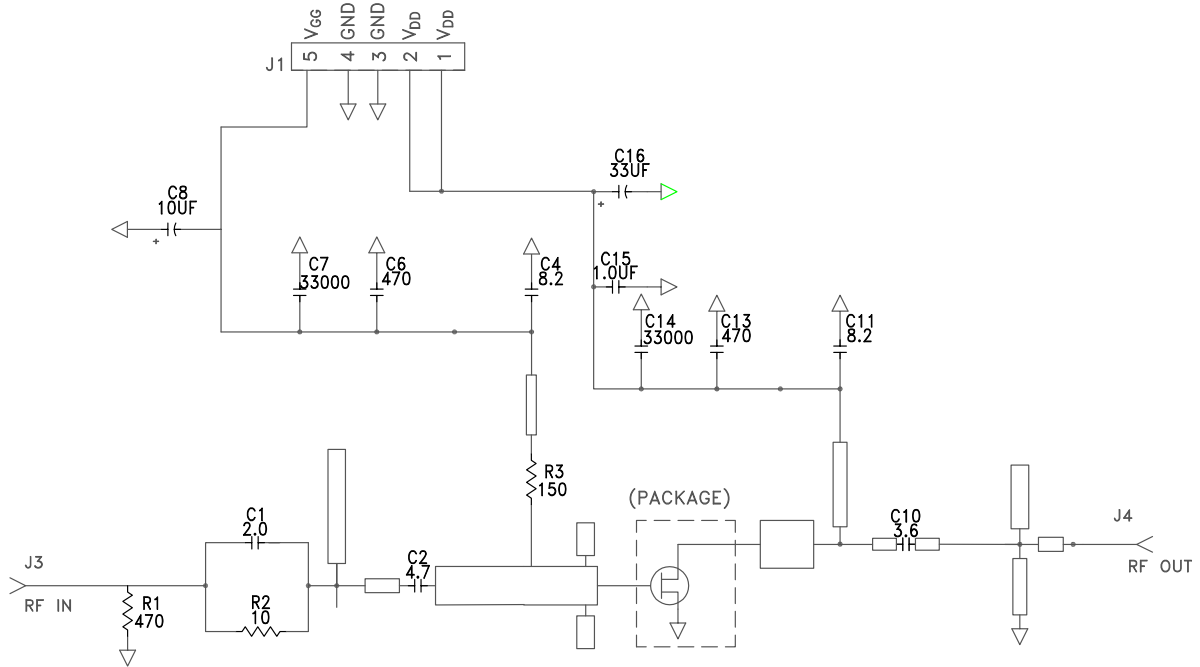 VGG
GND
GND
VDD
VDD
J1
5
4
3
2
1
C16
33UF
+
C8
10UF
+
C7
33000
C6
470
C4
8.2
C15
1.0UF
C14
33000
C13
470
C11
8.2
R3
150
(PACKAGE)
C1
2.0
C10
3.6
J4
RF OUT
J3
RF IN
C2
4.7
R1
470
R2
10